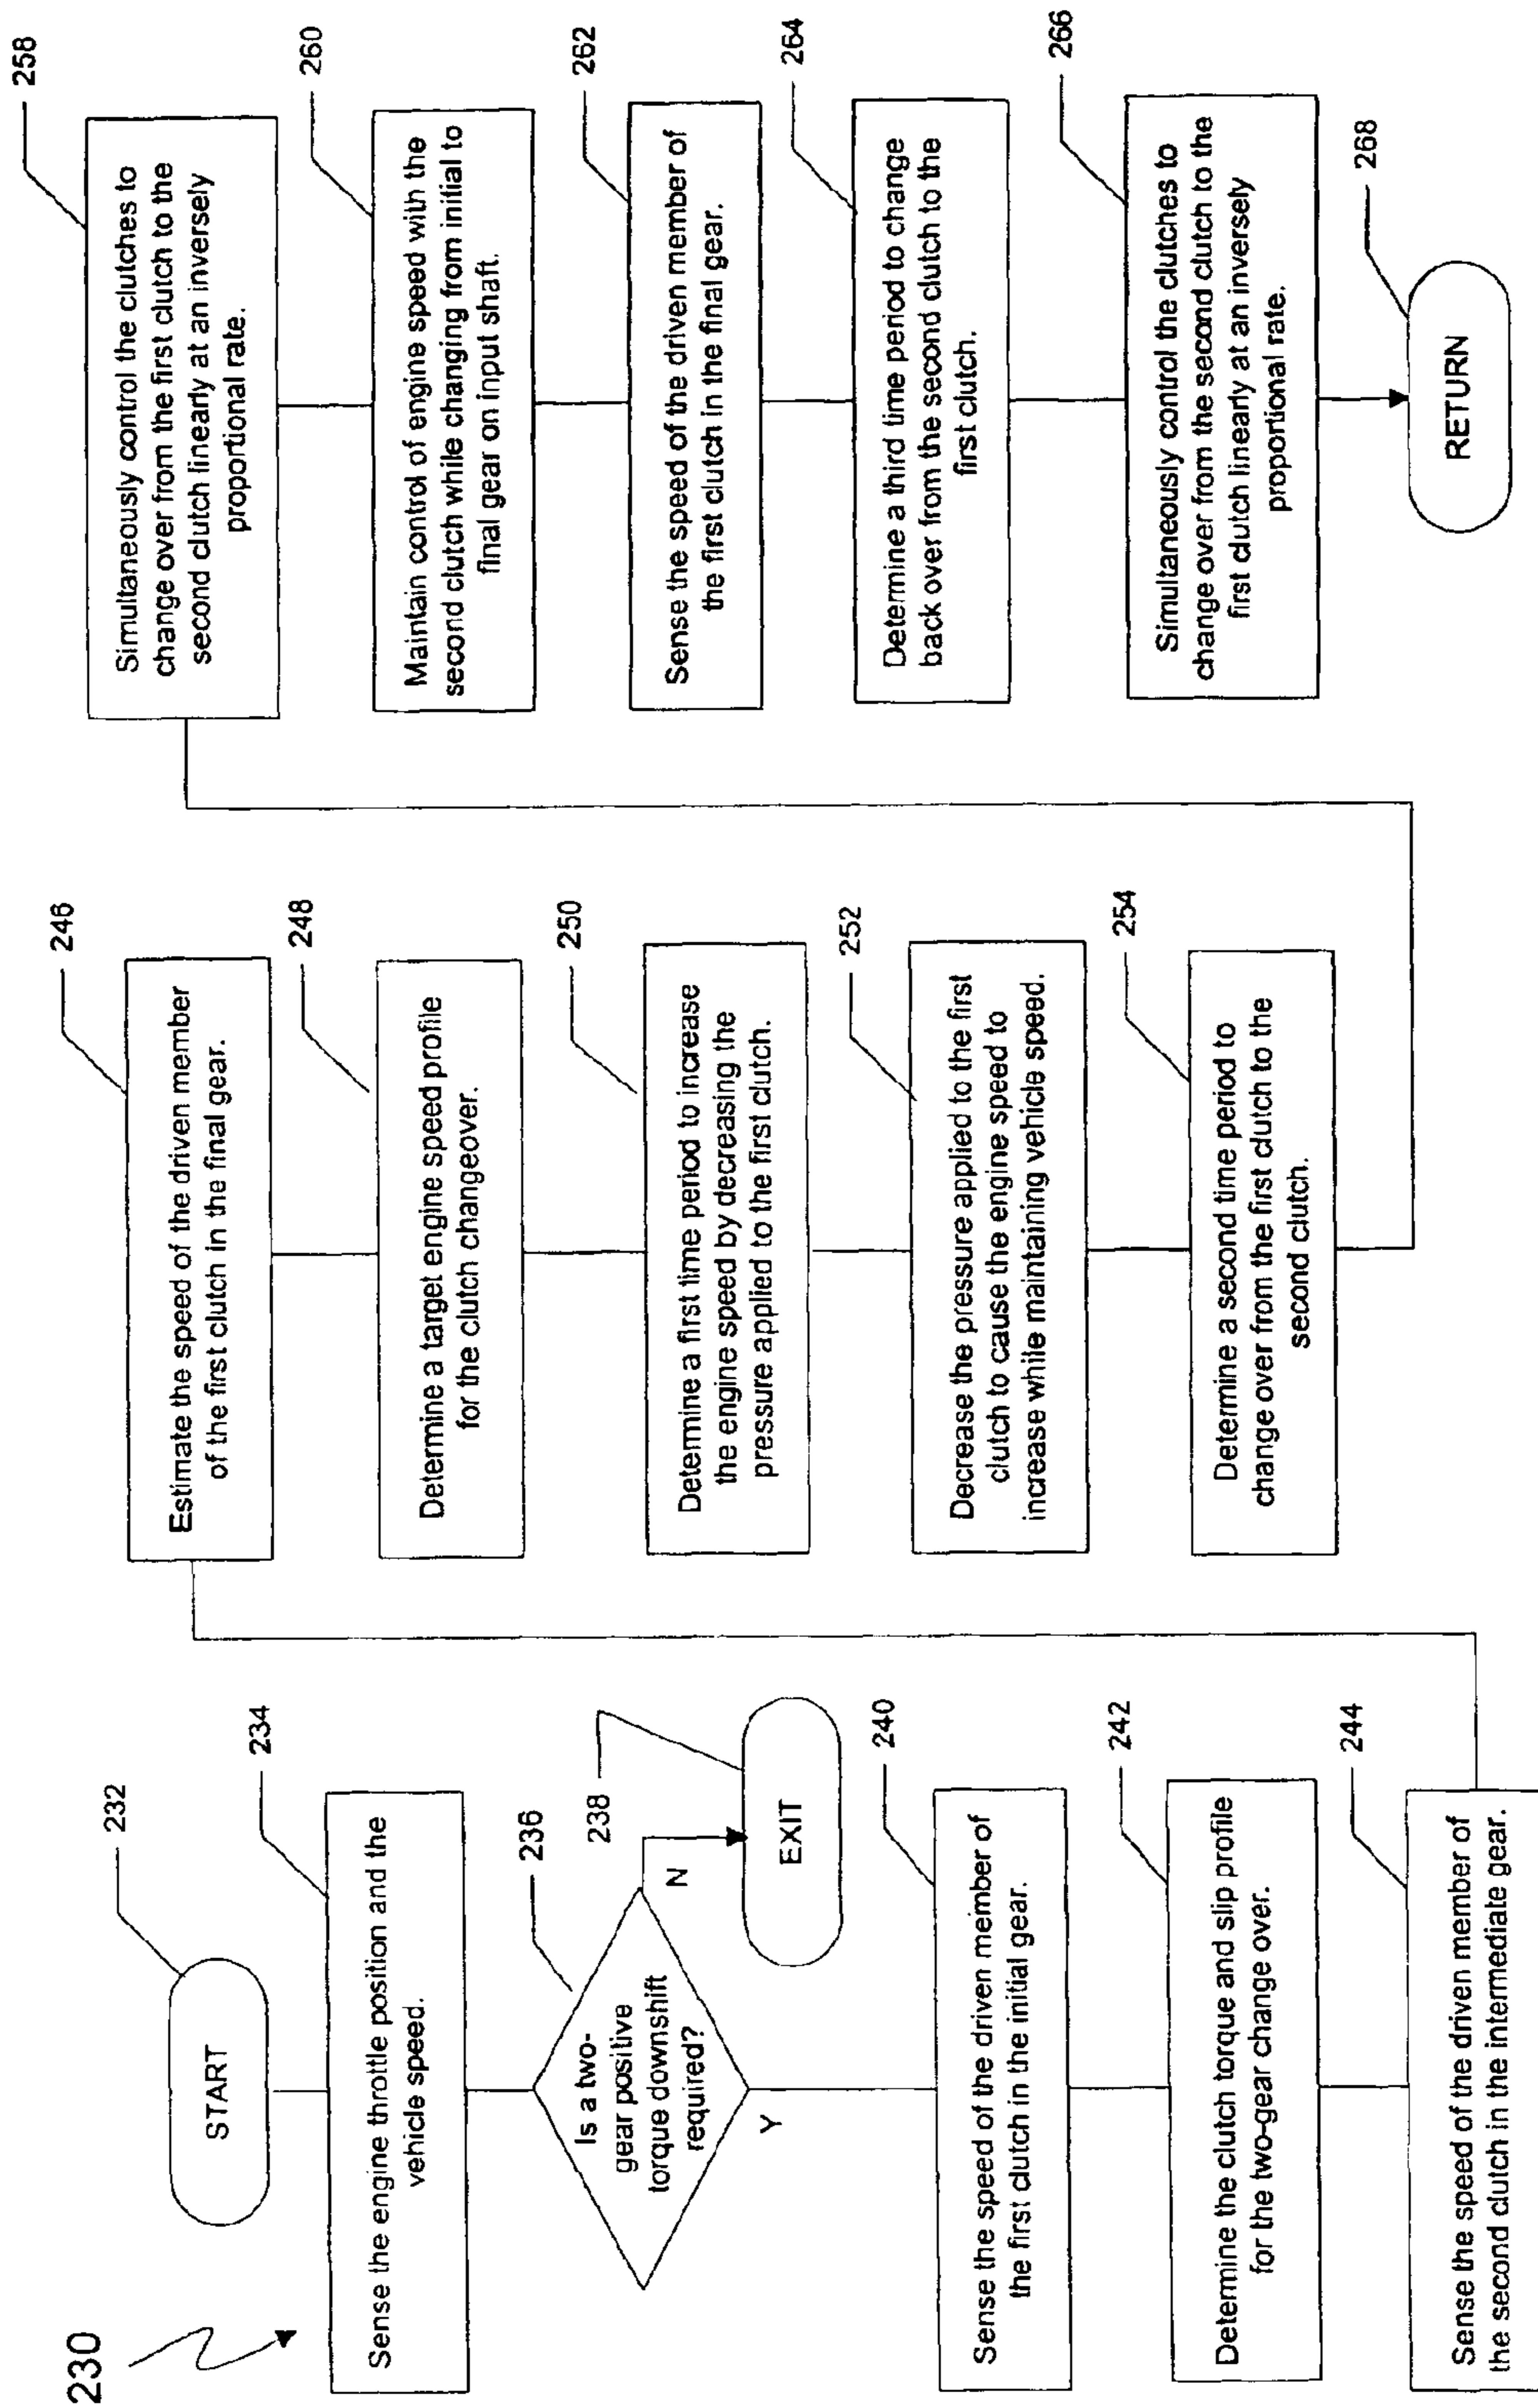 230
START
232
Sense the engine throttle position and the
vehicle speed.
234
Is a two-
gear positive
torque downshift
required?
236
N
Y
238
EXIT
Sense the speed of the driven member of
the first clutch in the initial gear.
240
Determine the clutch torque and slip profile
for the two-gear change over.
242
Sense the speed of the driven member of
the second clutch in the intermediate gear.
244
Estimate the speed of the driven member
of the first clutch in the final gear.
246
Determine a target engine speed profile
for the clutch changeover.
248
Determine a first time period to increase
the engine speed by decreasing the
pressure applied to the first clutch.
250
Decrease the pressure applied to the first
clutch to cause the engine speed to
increase while maintaining vehicle speed.
252
Determine a second time period to
change over from the first clutch to the
second clutch.
254
Simultaneously control the clutches to
change over from the first clutch to the
second clutch linearly at an inversely
proportional rate.
258
Maintain control of engine speed with the
second clutch while changing from initial to
final gear on input shaft.
260
Sense the speed of the driven member of
the first clutch in the final gear.
262
Determine a third time period to change
back over from the second clutch to the
first clutch.
264
Simultaneously control the clutches to
change over from the second clutch to the
first clutch linearly at an inversely
proportional rate.
266
RETURN
268